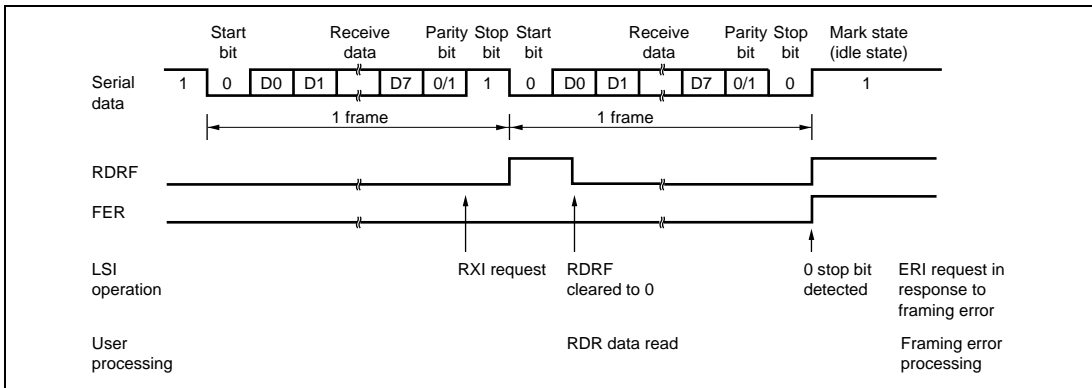 Start bit
Receive data
Parity bit
Stop bit
Start bit
Receive data
Parity bit
Stop bit
Mark state
(idle state)
Serial data
1 0 D0 D1 D7 0/1 1 0 D0 D1 D7 0/1 0 1
1 frame 1 frame
RDRF
FER
LSI operation
RXI request
RDRF
cleared to 0
0 stop bit
detected
ERI request in
response to
framing error
User
processing
RDR data read
Framing error
processing